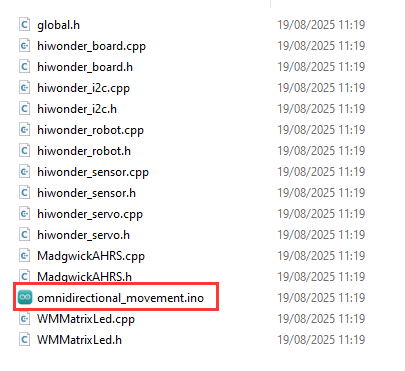 global.h 19/08/2025 11:19
hiwonder_board.cpp 19/08/2025 11:19
hiwonder_board.h 19/08/2025 11:19
hiwonder_i2c.cpp 19/08/2025 11:19
hiwonder_i2c.h 19/08/2025 11:19
hiwonder_robot.cpp 19/08/2025 11:19
hiwonder_robot.h 19/08/2025 11:19
hiwonder_sensor.cpp 19/08/2025 11:19
hiwonder_sensor.h 19/08/2025 11:19
hiwonder_servo.cpp 19/08/2025 11:19
hiwonder_servo.h 19/08/2025 11:19
MadgwickAHRS.cpp 19/08/2025 11:19
MadgwickAHRS.h 19/08/2025 11:19
omnidirectional_movement.ino 19/08/2025 11:19
WMMatrixLed.cpp 19/08/2025 11:19
WMMatrixLed.h 19/08/2025 11:19